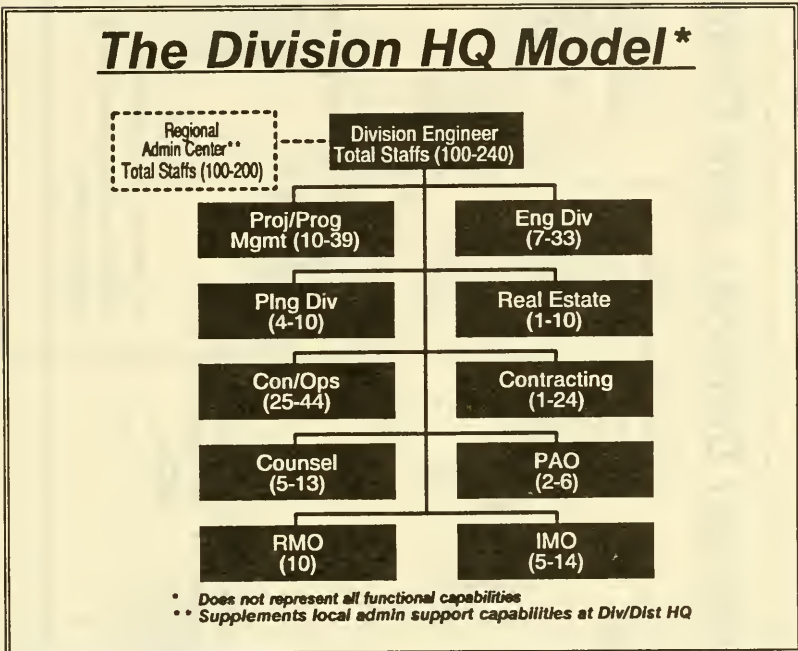 The Division HQ Model*
Regional
Admin Center**
Total Staffs (100-200)
Division Engineer
Total Staffs (100-240)
Proj/Prog
Mgmt (10-39)
Eng Div
(7-33)
Plng Div
(4-10)
Real Estate
(1-10)
Con/Ops
(25-44)
Contracting
(1-24)
Counsel
(5-13)
PAO
(2-6)
RMO
(10)
IMO
(5-14)
* Does not represent all functional capabilities
** Supplements local admin support capabilities at Div/Dist HQ